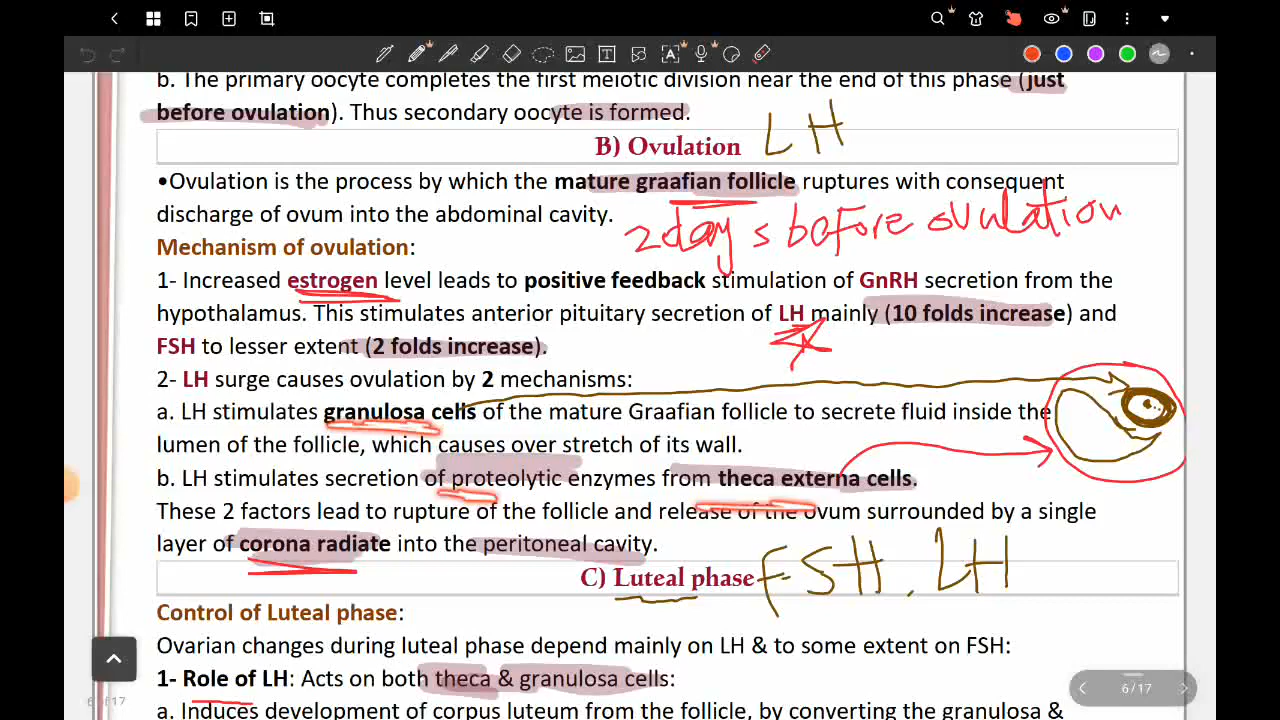 b. The primary oocyte completes the first meiotic division near the end of this phase (just
before ovulation). Thus secondary oocyte is formed.
B) Ovulation LH
•Ovulation is the process by which the mature graafian follicle ruptures with consequent
discharge of ovum into the abdominal cavity.
2days before ovulation
Mechanism of ovulation:
1- Increased estrogen level leads to positive feedback stimulation of GnRH secretion from the
hypothalamus. This stimulates anterior pituitary secretion of LH mainly (10 folds increase) and
FSH to lesser extent (2 folds increase).
2- LH surge causes ovulation by 2 mechanisms:
a. LH stimulates granulosa cells of the mature Graafian follicle to secrete fluid inside the
lumen of the follicle, which causes over stretch of its wall.
b. LH stimulates secretion of proteolytic enzymes from theca externa cells.
These 2 factors lead to rupture of the follicle and release of the ovum surrounded by a single
layer of corona radiate into the peritoneal cavity.
C) Luteal phase FSH, LH
Control of Luteal phase:
Ovarian changes during luteal phase depend mainly on LH & to some extent on FSH:
1- Role of LH: Acts on both theca & granulosa cells:
6/17
a. Induces development of corpus luteum from the follicle, by converting the granulosa &